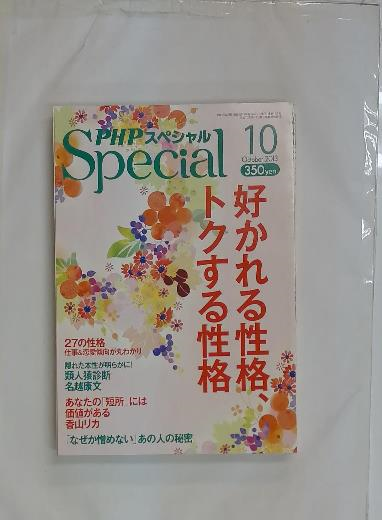 PHPスペシャル
Special
10
October 2013
350yen
好かれる性格、
トクする性格
27の性格
仕事&恋愛傾向が丸わかり
隠れた本性が明らかに!
類人猿診断
名越康文
あなたの「短所」には
価値がある
香山リカ
「なぜか憎めない」あの人の秘密